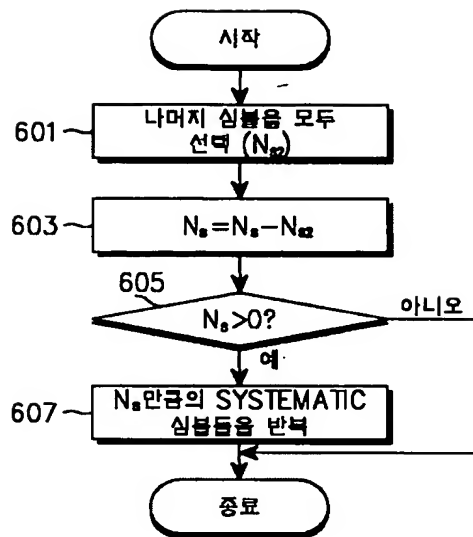 시작
601
나머지 심볼을 모두
선택 (Ns2)
603
Ns=Ns-Ns2
605
Ns>0?
아니오
예
607
Ns만큼의 SYSTEMATIC
심볼들을 반복
종료